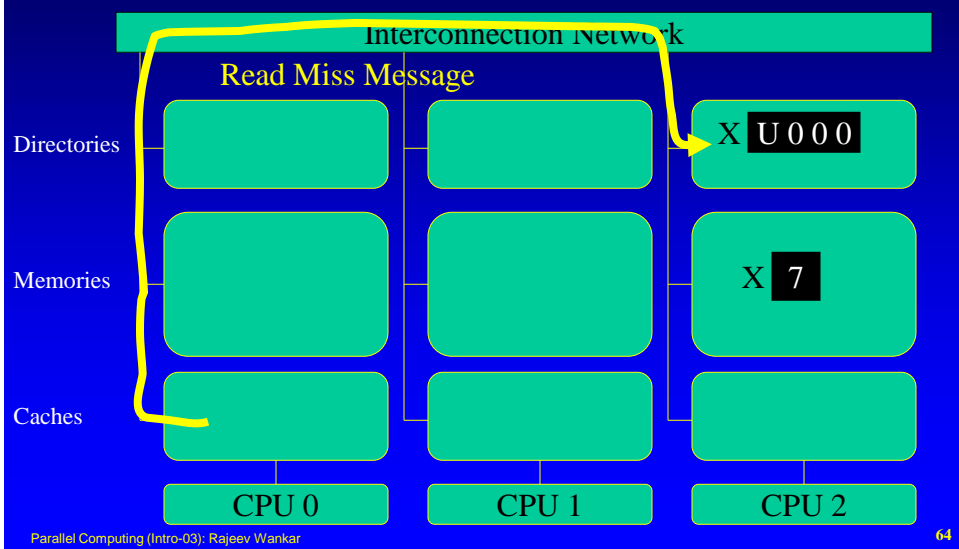 Interconnection Network
Read Miss Message
Directories
X U 0 0 0
Memories
X 7
Caches
CPU 0 CPU 1 CPU 2
Parallel Computing (Intro-03): Rajeev Wankar 64